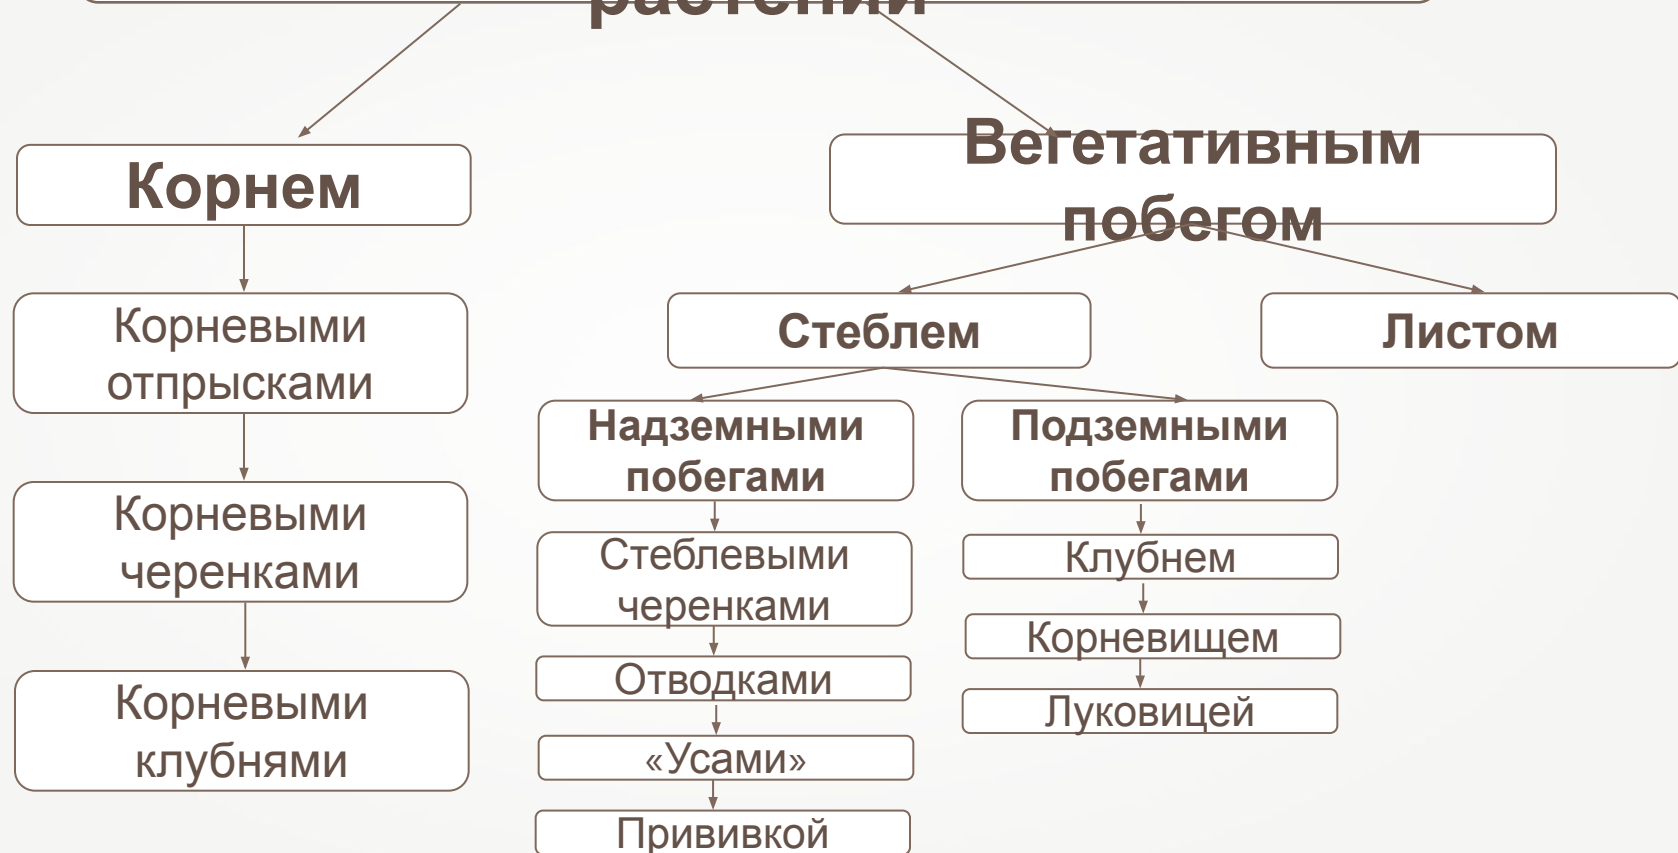 растений
Корнем
Вегетативным
побегом
Корневыми
отпрысками
Корневыми
черенками
Корневыми
клубнями
Стеблем
Листом
Надземными
побегами
Стеблевыми
черенками
Отводками
«Усами»
Прививкой
Подземными
побегами
Клубнем
Корневищем
Луковицей